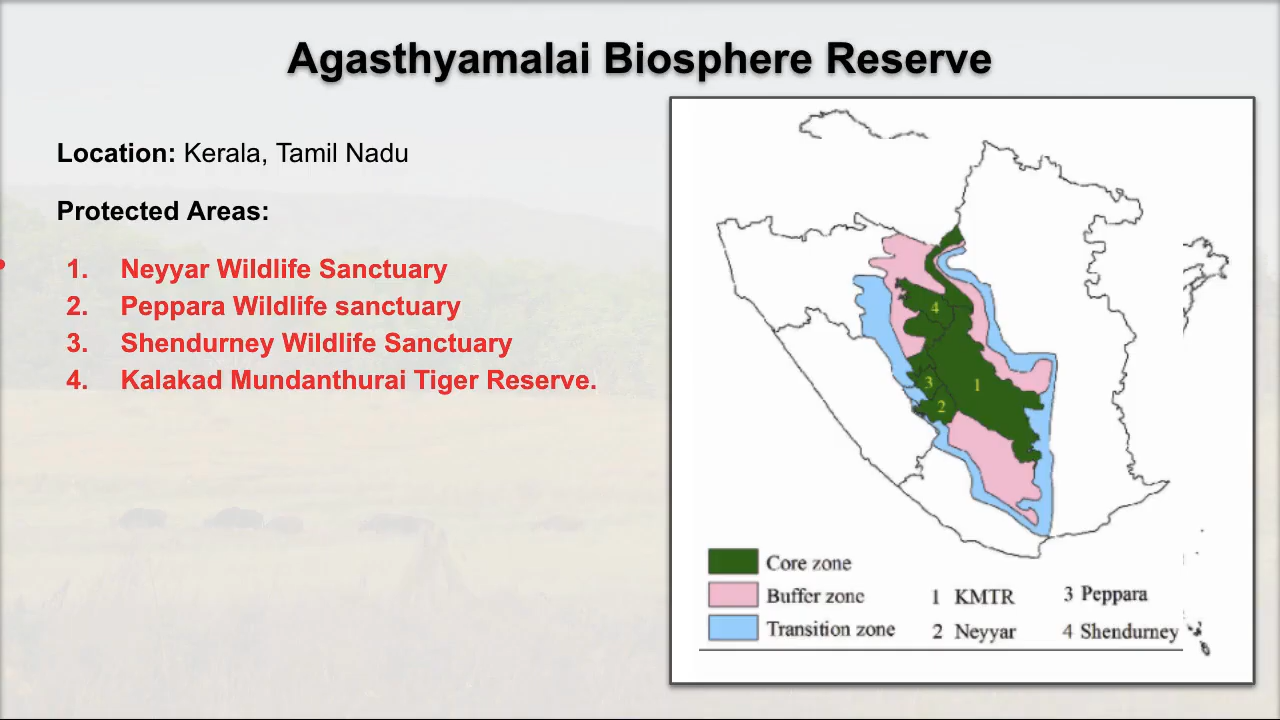 Agasthyamalai Biosphere Reserve
Location: Kerala, Tamil Nadu
Protected Areas:
1. Neyyar Wildlife Sanctuary
2. Peppara Wildlife sanctuary
3. Shendurney Wildlife Sanctuary
4. Kalakad Mundanthurai Tiger Reserve.
4
1
3
2
Core zone
Buffer zone
Transition zone
1 KMTR
3 Peppara
2 Neyyar
4 Shendurney